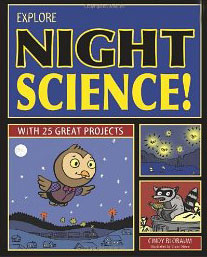 EXPLORE
NIGHT
SCIENCE!
WITH 25 GREAT PROJECTS
CINDY BLOBAUM